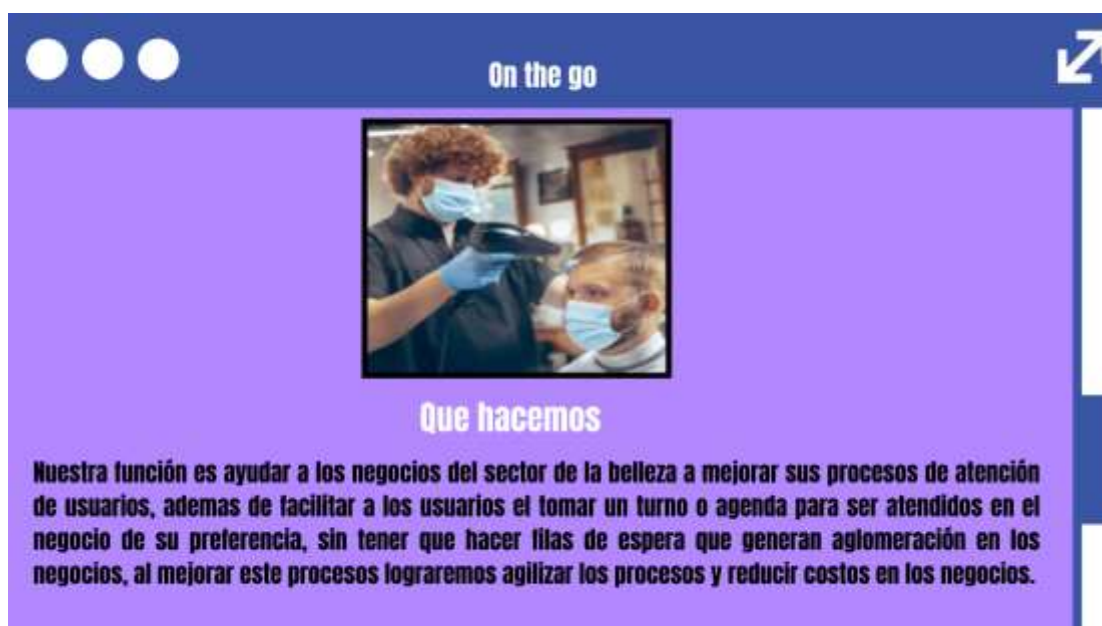 On the go
Que hacemos
Nuestra función es ayudar a los negocios del sector de la belleza a mejorar sus procesos de atención
de usuarios, ademas de facilitar a los usuarios el tomar un turno o agenda para ser atendidos en el
negocio de su preferencia, sin tener que hacer filas de espera que generan aglomeración en los
negocios, al mejorar este procesos lograremos agilizar los procesos y reducir costos en los negocios.